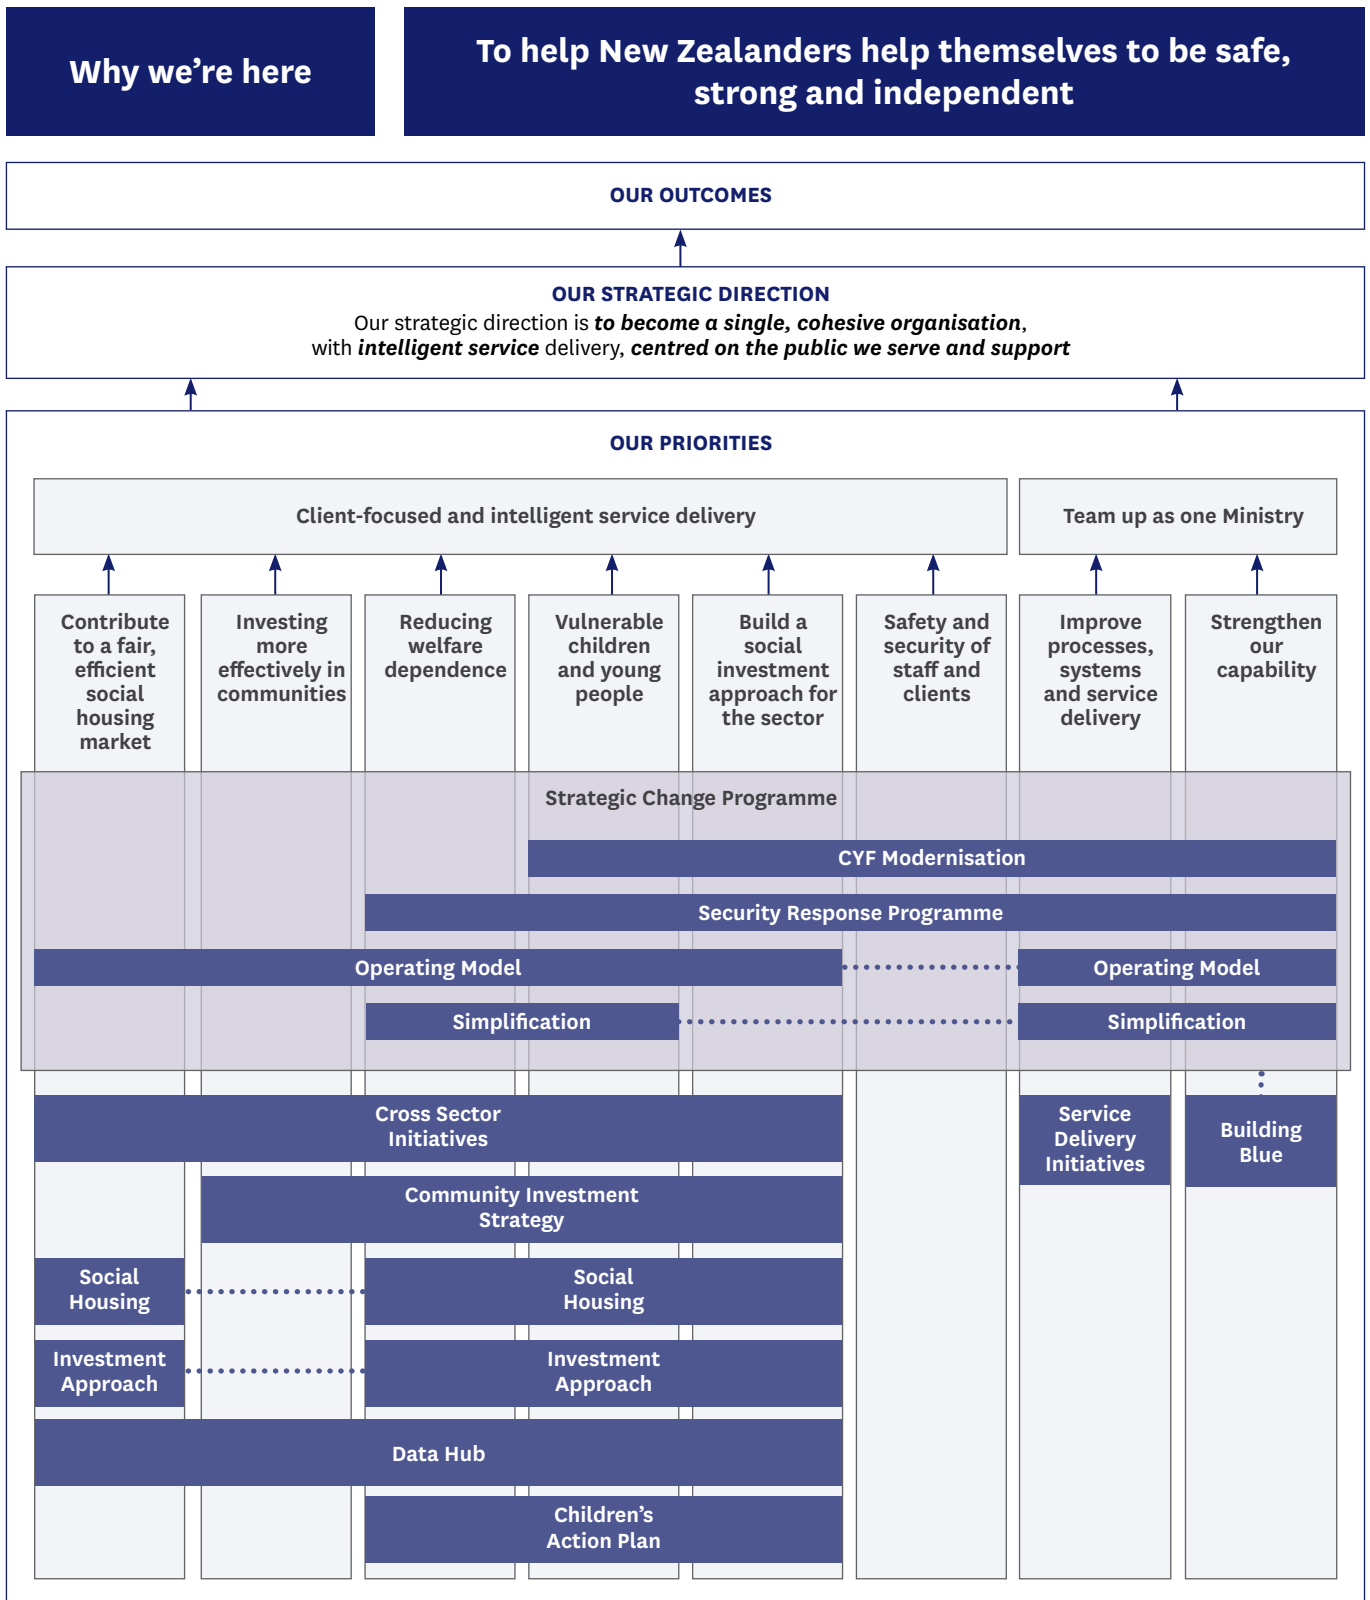 Why we’re here
To help New Zealanders help themselves to be safe,
strong and independent
OUR OUTCOMES
OUR STRATEGIC DIRECTION
Our strategic direction is to become a single, cohesive organisation,
with intelligent service delivery, centred on the public we serve and support
OUR PRIORITIES
Client-focused and intelligent service delivery
Team up as one Ministry
Contribute
to a fair,
efficient
social
housing
market
Investing
more
effectively in
communities
Reducing
welfare
dependence
Vulnerable
children
and young
people
Build a
social
investment
approach for
the sector
Safety and
security of
staff and
clients
Improve
processes,
systems
and service
delivery
Strengthen
our
capability
Strategic Change Programme
CYF Modernisation
Security Response Programme
Operating Model
Operating Model
Simplification
Simplification
Cross Sector
Initiatives
Service
Delivery
Initiatives
Building
Blue
Community Investment
Strategy
Social
Housing
Social
Housing
Investment
Approach
Investment
Approach
Data Hub
Children’s
Action Plan